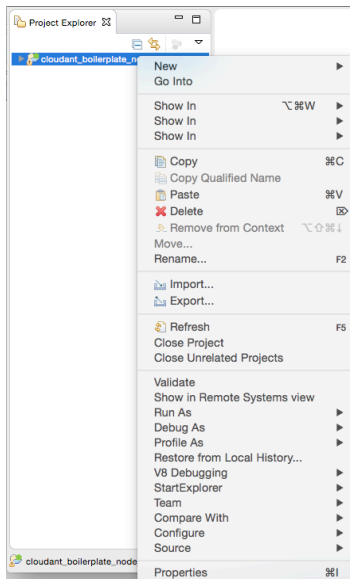 Project Explorer
cloudant_boilerplate_no
New
Go Into
Show In ⌥⌘W
Show In
Show In
Copy ⌘C
Copy Qualified Name
Paste ⌘V
Delete ⌦
Remove from Context ⌥⇧⌘↓
Move...
Rename... F2
Import...
Export...
Refresh F5
Close Project
Close Unrelated Projects
Validate
Show in Remote Systems view
Run As
Debug As
Profile As
Restore from Local History...
V8 Debugging
StartExplorer
Team
Compare With
Configure
Source
cloudant_boilerplate_node
Properties ⌘I